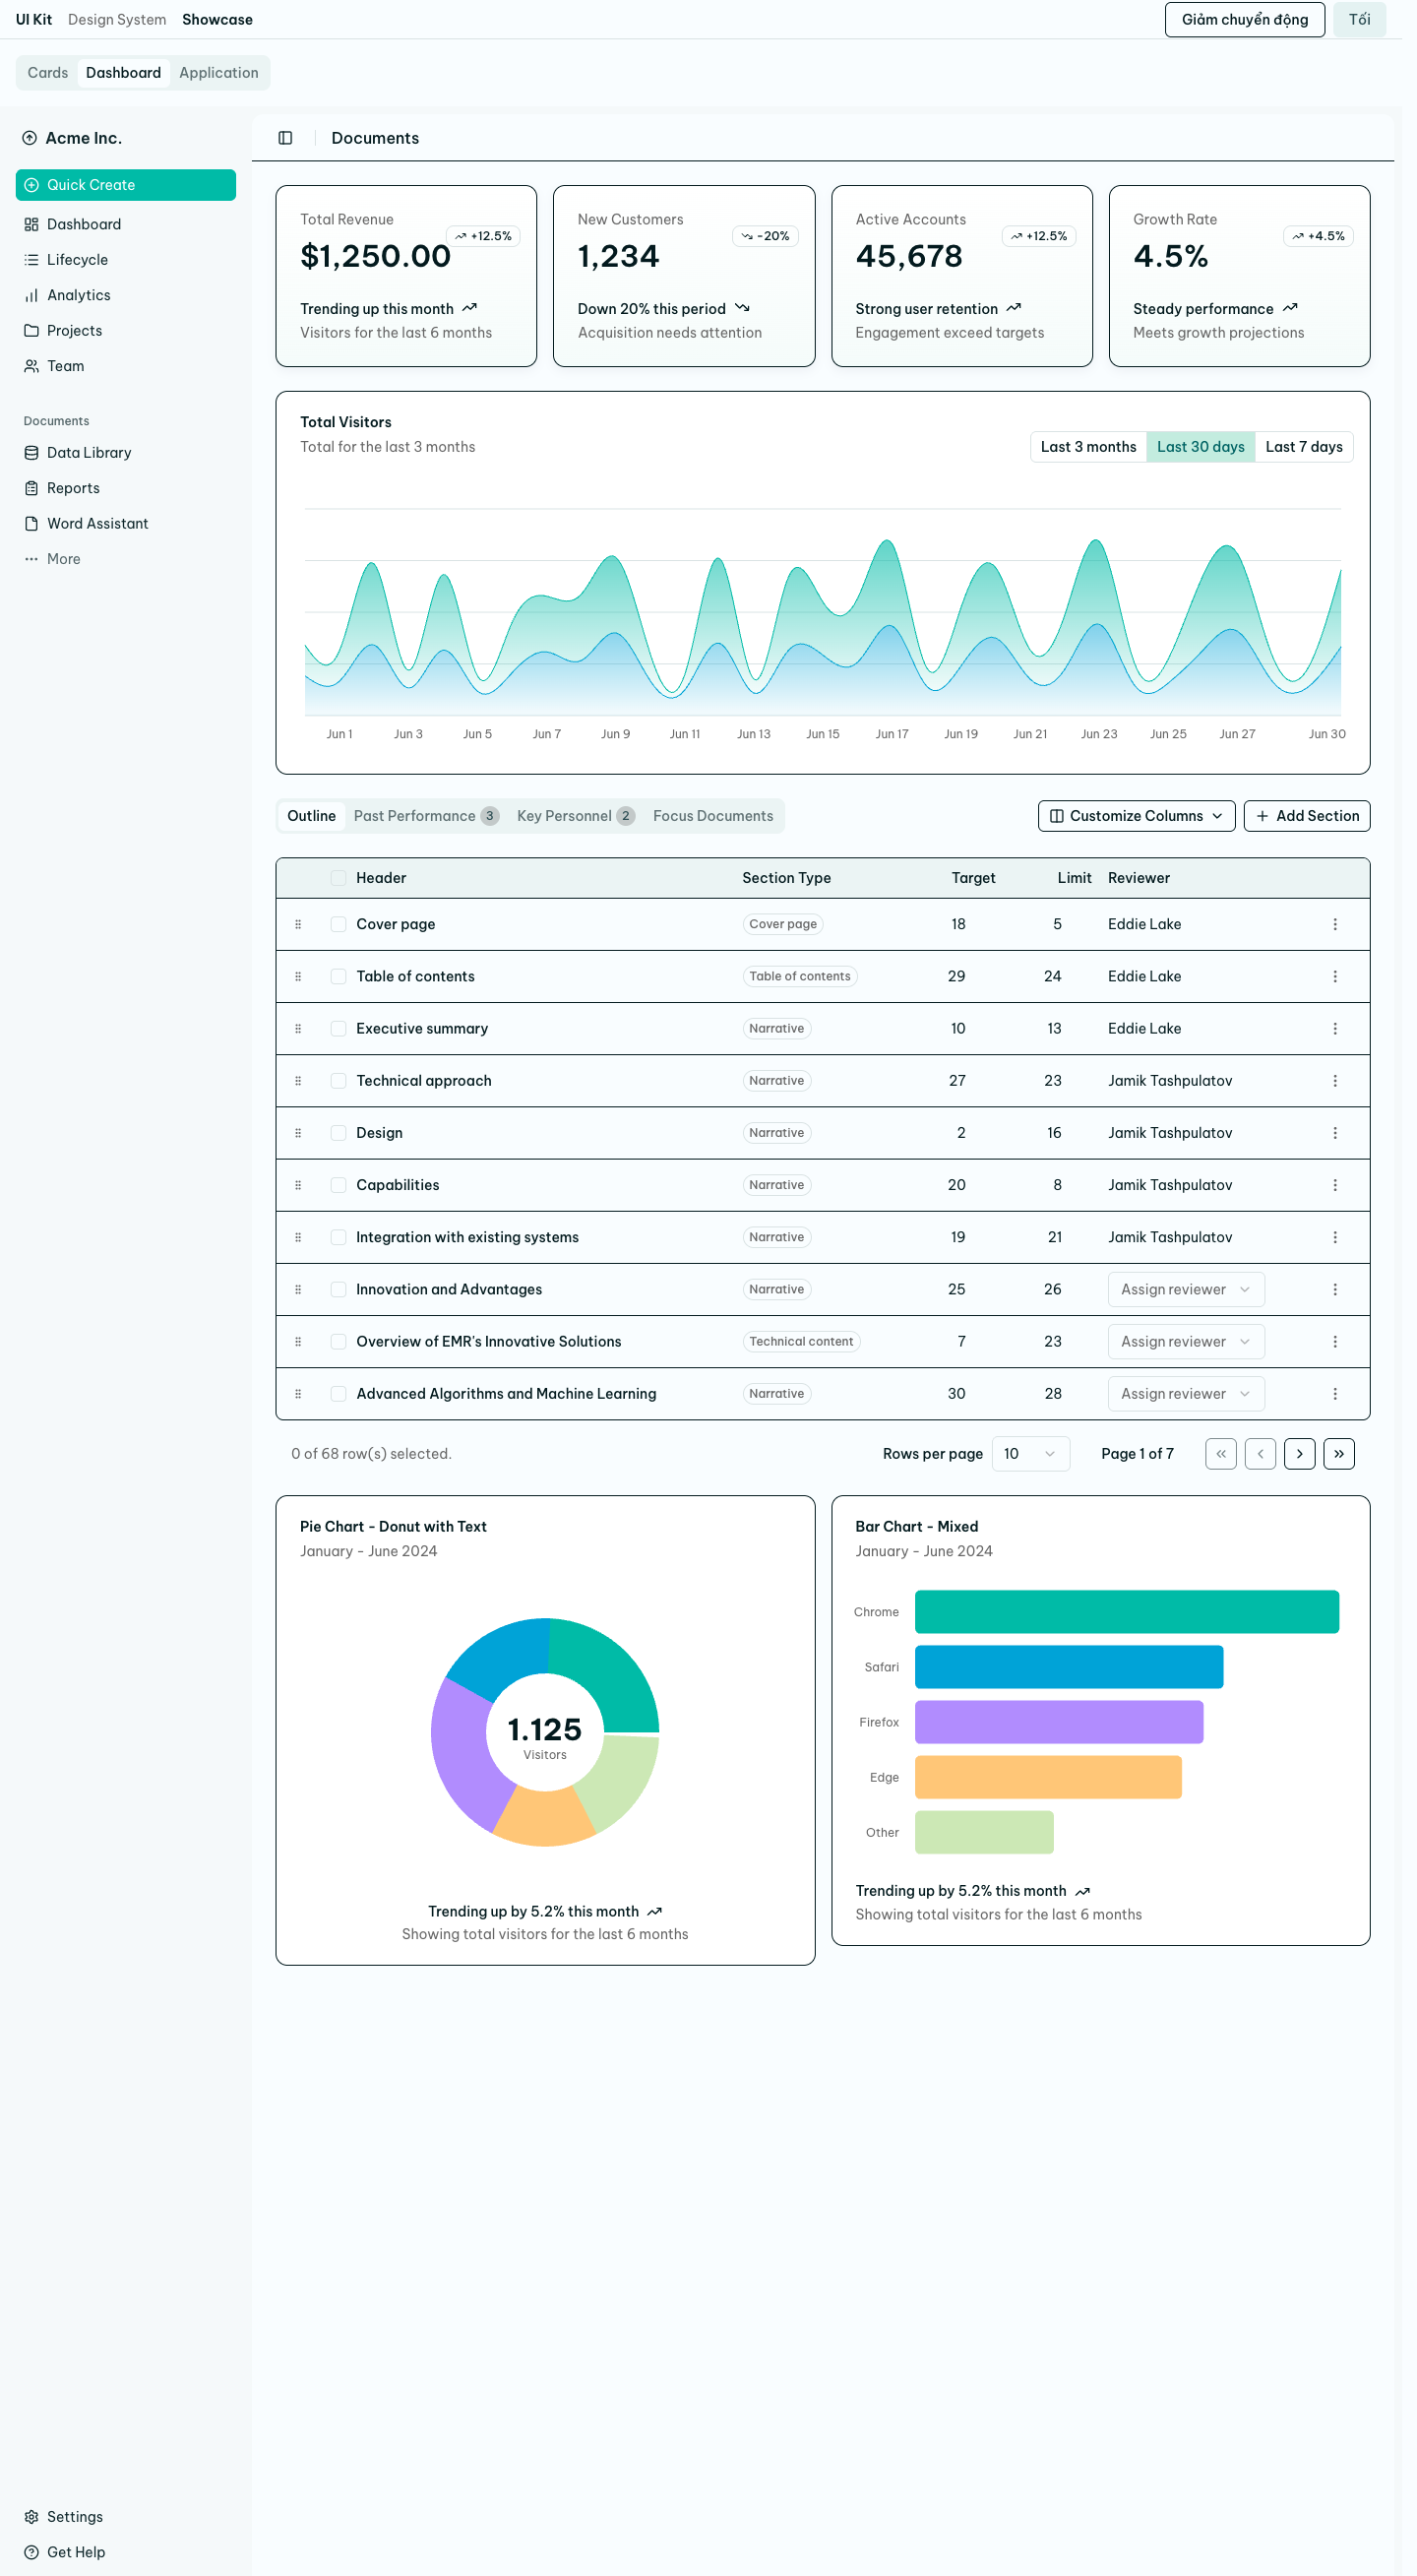 UI Kit Design System Showcase Giảm chuyển động Tối
Cards Dashboard Application
Acme Inc.
Quick Create
Dashboard
Lifecycle
Analytics
Projects
Team
Documents
Data Library
Reports
Word Assistant
More
Settings
Get Help
Documents
Total Revenue
$1,250.00
+12.5%
Trending up this month
Visitors for the last 6 months
New Customers
1,234
-20%
Down 20% this period
Acquisition needs attention
Active Accounts
45,678
+12.5%
Strong user retention
Engagement exceed targets
Growth Rate
4.5%
+4.5%
Steady performance
Meets growth projections
Total Visitors
Total for the last 3 months
Last 3 months Last 30 days Last 7 days
Jun 1 Jun 3 Jun 5 Jun 7 Jun 9 Jun 11 Jun 13 Jun 15 Jun 17 Jun 19 Jun 21 Jun 23 Jun 25 Jun 27 Jun 30
Outline Past Performance 3 Key Personnel 2 Focus Documents Customize Columns Add Section
Header Section Type Target Limit Reviewer
Cover page Cover page 18 5 Eddie Lake
Table of contents Table of contents 29 24 Eddie Lake
Executive summary Narrative 10 13 Eddie Lake
Technical approach Narrative 27 23 Jamik Tashpulatov
Design Narrative 2 16 Jamik Tashpulatov
Capabilities Narrative 20 8 Jamik Tashpulatov
Integration with existing systems Narrative 19 21 Jamik Tashpulatov
Innovation and Advantages Narrative 25 26 Assign reviewer
Overview of EMR's Innovative Solutions Technical content 7 23 Assign reviewer
Advanced Algorithms and Machine Learning Narrative 30 28 Assign reviewer
0 of 68 row(s) selected. Rows per page 10 Page 1 of 7
Pie Chart - Donut with Text
January - June 2024
1.125
Visitors
Trending up by 5.2% this month
Showing total visitors for the last 6 months
Bar Chart - Mixed
January - June 2024
Chrome
Safari
Firefox
Edge
Other
Trending up by 5.2% this month
Showing total visitors for the last 6 months